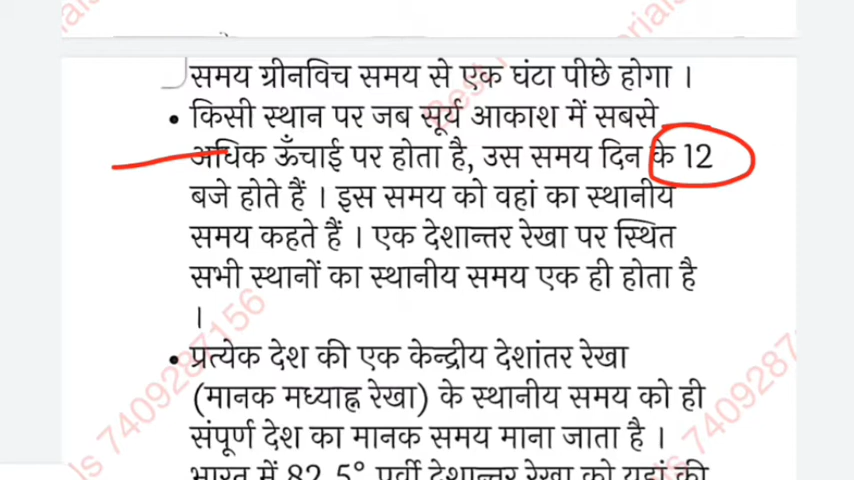 समय ग्रीनविच समय से एक घंटा पीछे होगा ।
• किसी स्थान पर जब सूर्य आकाश में सबसे
अधिक ऊँचाई पर होता है, उस समय दिन के 12
बजे होते हैं । इस समय को वहां का स्थानीय
समय कहते हैं । एक देशान्तर रेखा पर स्थित
सभी स्थानों का स्थानीय समय एक ही होता है
।
• प्रत्येक देश की एक केन्द्रीय देशांतर रेखा
(मानक मध्याह्न रेखा) के स्थानीय समय को ही
संपूर्ण देश का मानक समय माना जाता है ।
भारत में 82.5° पूर्वी देशान्तर रेखा को यहां की
7409287156